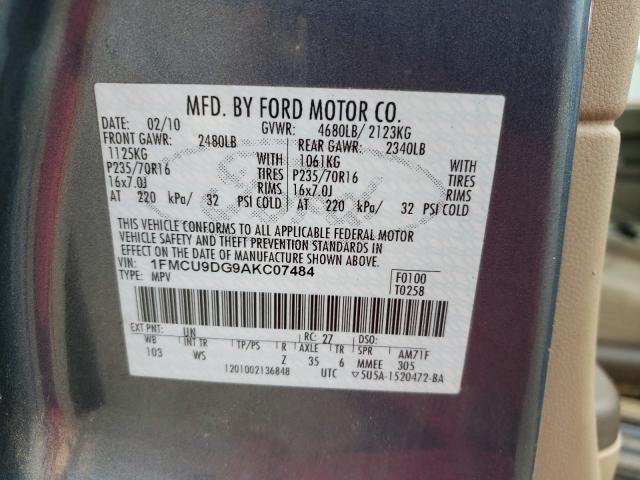 MFD. BY FORD MOTOR CO.
DATE: 02/10 GVWR: 4680LB/ 2123KG
FRONT GAWR: 2480LB REAR GAWR: 2340LB
1125KG WITH 1061KG WITH
P235/70R16 TIRES P235/70R16 TIRES
16x7.0J RIMS 16x7.0J RIMS
AT 220 kPa/ 32 PSI COLD AT 220 kPa/ 32 PSI COLD
THIS VEHICLE CONFORMS TO ALL APPLICABLE FEDERAL MOTOR
VEHICLE SAFETY AND THEFT PREVENTION STANDARDS IN
EFFECT ON THE DATE OF MANUFACTURE SHOWN ABOVE.
VIN: 1FMCU9DG9AKC07484
TYPE: MPV
F0100
T0258
EXT PNT: UN RC: 27 DSO:
WB INT TR TP/PS R AXLE TR SPR AM71F
103 WS Z 35 6 MMEE 305
1201002136848 UTC ▽5U5A-1520472-BA